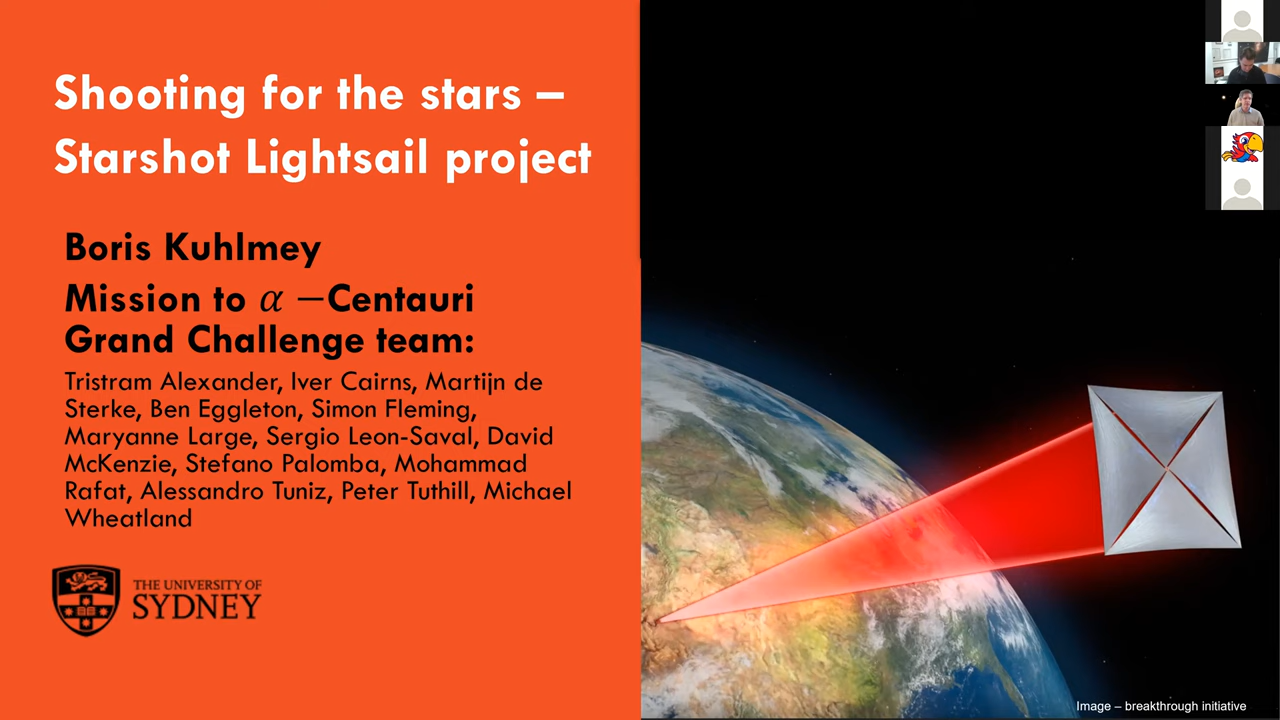 Shooting for the stars –
Starshot Lightsail project
Boris Kuhlmey
Mission to α –Centauri
Grand Challenge team:
Tristram Alexander, Iver Cairns, Martijn de
Sterke, Ben Eggleton, Simon Fleming,
Maryanne Large, Sergio Leon-Saval, David
McKenzie, Stefano Palomba, Mohammad
Rafat, Alessandro Tuniz, Peter Tuthill, Michael
Wheatland
THE UNIVERSITY OF
SYDNEY
Image – breakthrough initiative